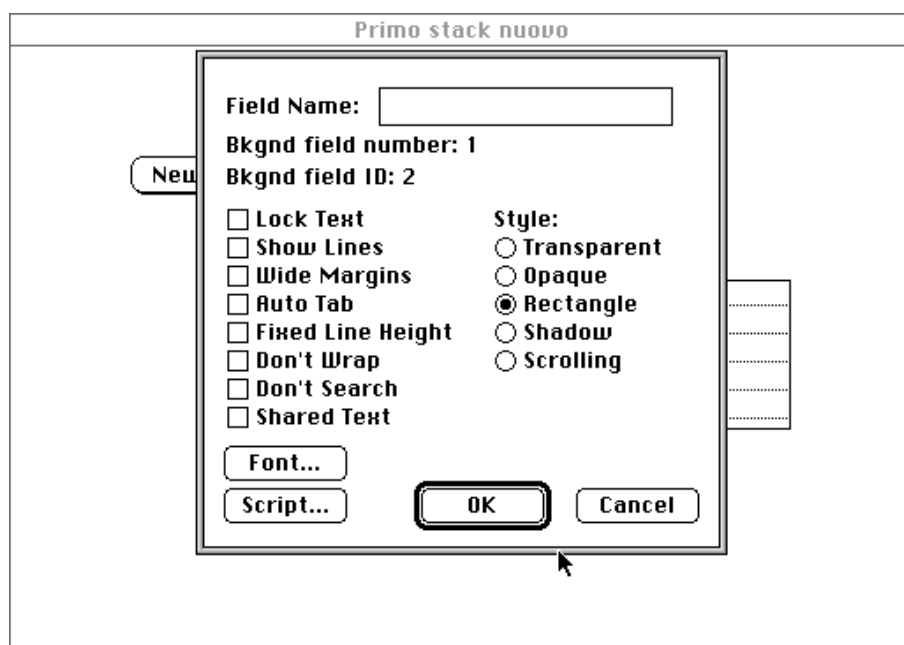 Primo stack nuovo
Field Name:
Bkgnd field number: 1
Bkgnd field ID: 2
New
Lock Text
Show Lines
Wide Margins
Auto Tab
Fixed Line Height
Don't Wrap
Don't Search
Shared Text
Style:
Transparent
Opaque
Rectangle
Shadow
Scrolling
Font...
Script...
OK
Cancel